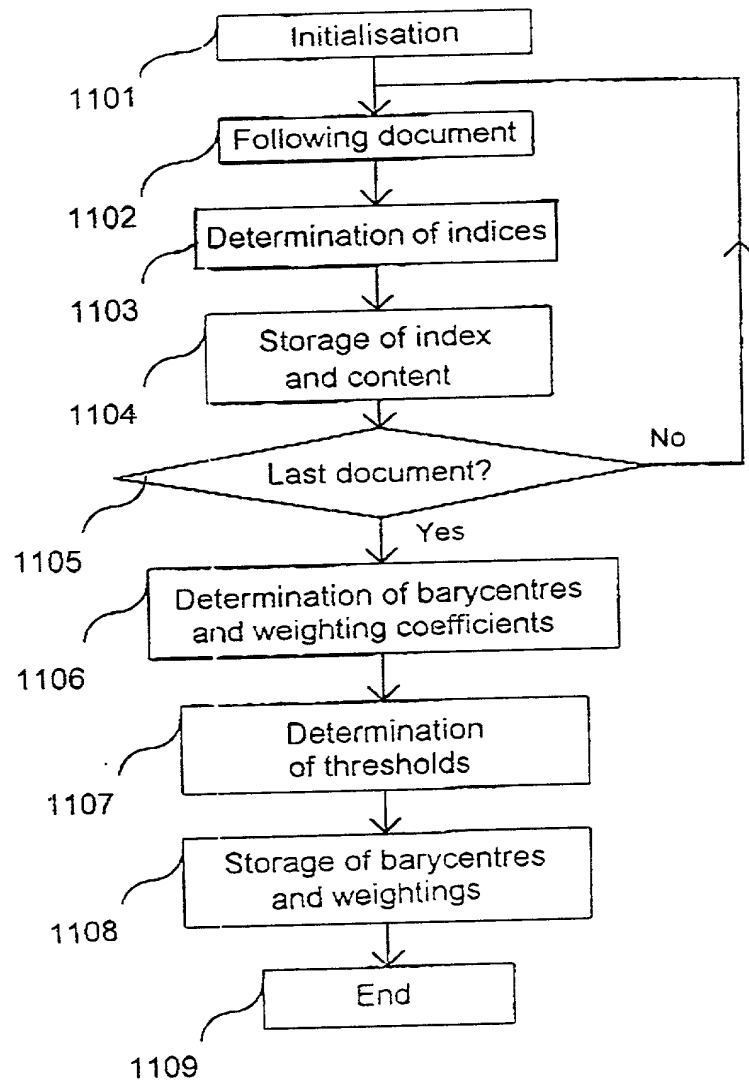 Initialisation
1101
Following document
1102
Determination of indices
1103
Storage of index
and content
1104
No
Last document?
1105
Yes
Determination of barycentres
and weighting coefficients
1106
Determination
of thresholds
1107
Storage of barycentres
and weightings
1108
End
1109